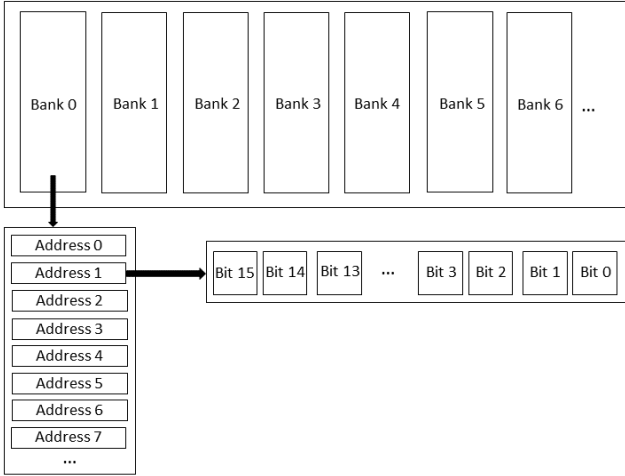 Bank 0 Bank 1 Bank 2 Bank 3 Bank 4 Bank 5 Bank 6 ...
Address 0
Address 1
Address 2
Address 3
Address 4
Address 5
Address 6
Address 7
...
Bit 15 Bit 14 Bit 13 ... Bit 3 Bit 2 Bit 1 Bit 0